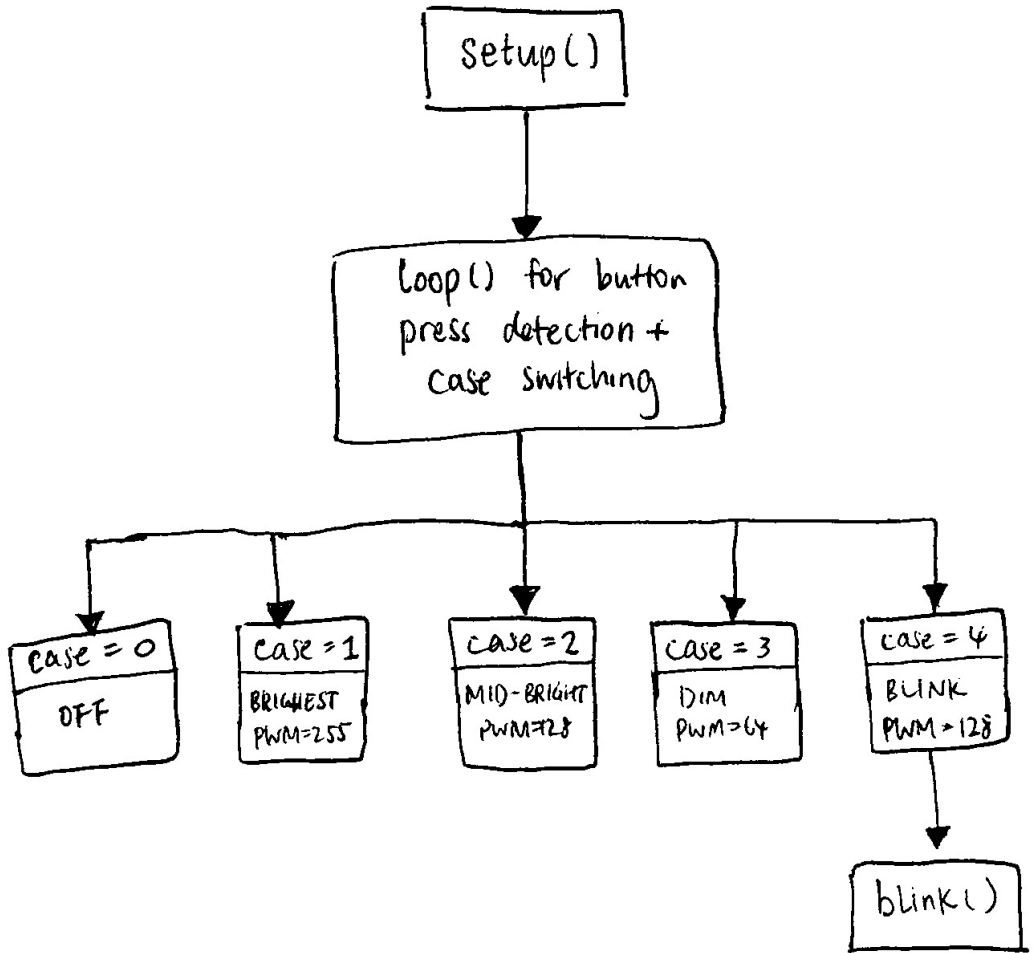 setup()
loop() for button
press detection +
case switching
case = 0
OFF
case = 1
BRIGHEST
PWM=255
case = 2
MID-BRIGHT
PWM=128
case = 3
DIM
PWM=64
case = 4
BLINK
PWM=128
blink()